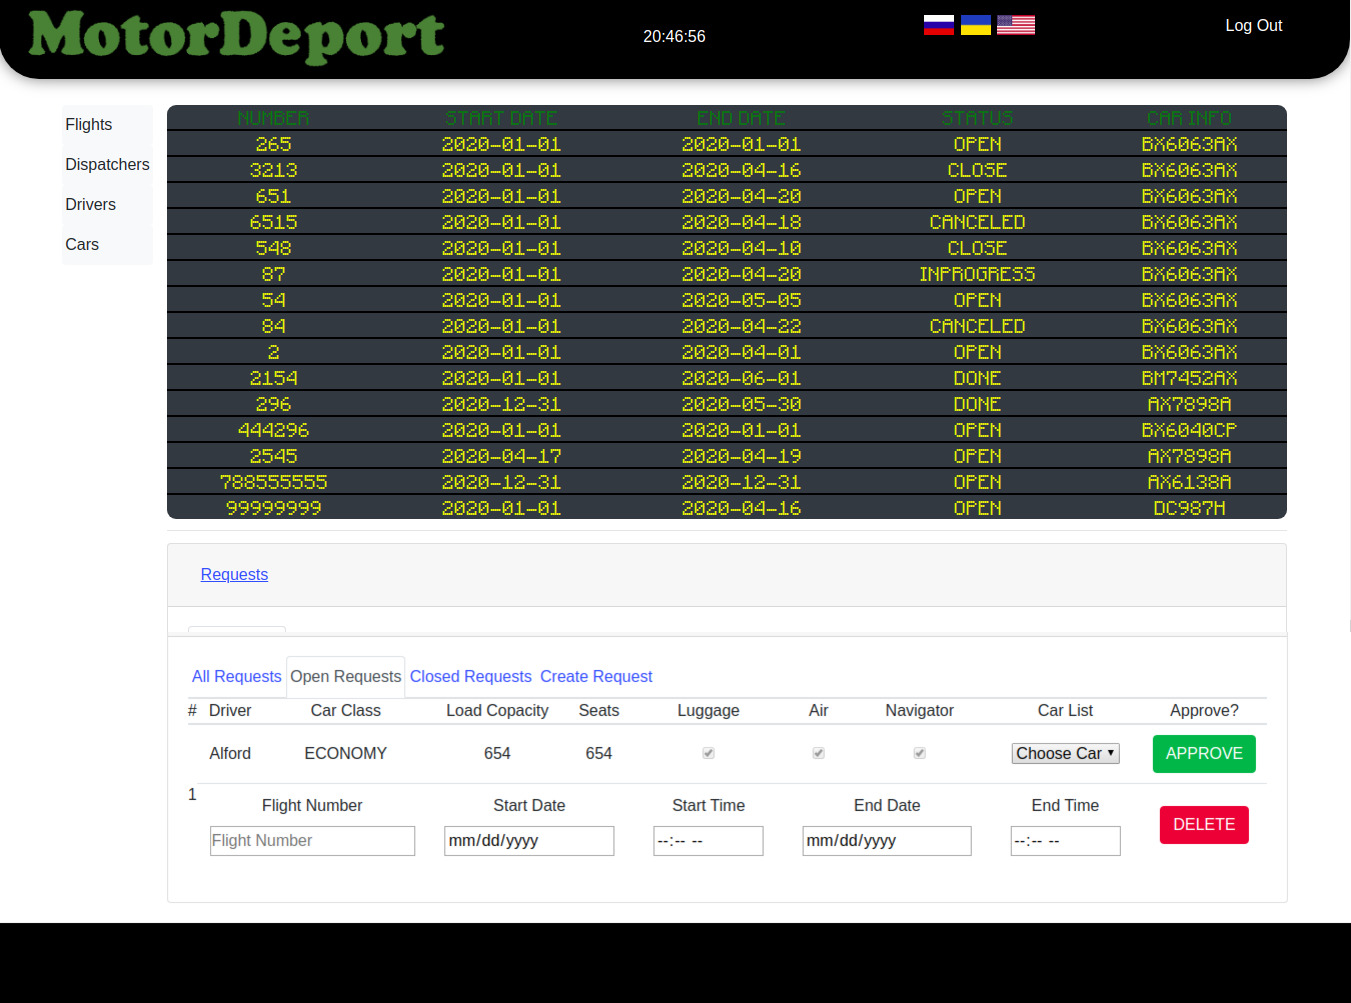 MotorDeport
20:46:56
Log Out
Flights
Dispatchers
Drivers
Cars
NUMBER START DATE END DATE STATUS CAR INFO
265 2020-01-01 2020-01-01 OPEN BX6063AX
3213 2020-01-01 2020-04-16 CLOSE BX6063AX
651 2020-01-01 2020-04-20 OPEN BX6063AX
6515 2020-01-01 2020-04-18 CANCELED BX6063AX
548 2020-01-01 2020-04-10 CLOSE BX6063AX
87 2020-01-01 2020-04-20 INPROGRESS BX6063AX
54 2020-01-01 2020-05-05 OPEN BX6063AX
84 2020-01-01 2020-04-22 CANCELED BX6063AX
2 2020-01-01 2020-04-01 OPEN BX6063AX
2154 2020-01-01 2020-06-01 DONE BM7452AX
296 2020-12-31 2020-05-30 DONE AX7898A
444296 2020-01-01 2020-01-01 OPEN BX6040CP
2545 2020-04-17 2020-04-19 OPEN AX7898A
788555555 2020-12-31 2020-12-31 OPEN AX6138A
99999999 2020-01-01 2020-04-16 OPEN DC987H
Requests
All Requests Open Requests Closed Requests Create Request
# Driver Car Class Load Copacity Seats Luggage Air Navigator Car List Approve?
Alford ECONOMY 654 654 Choose Car APPROVE
1
Flight Number Start Date Start Time End Date End Time
DELETE
Flight Number mm/dd/yyyy --:-- -- mm/dd/yyyy --:-- --